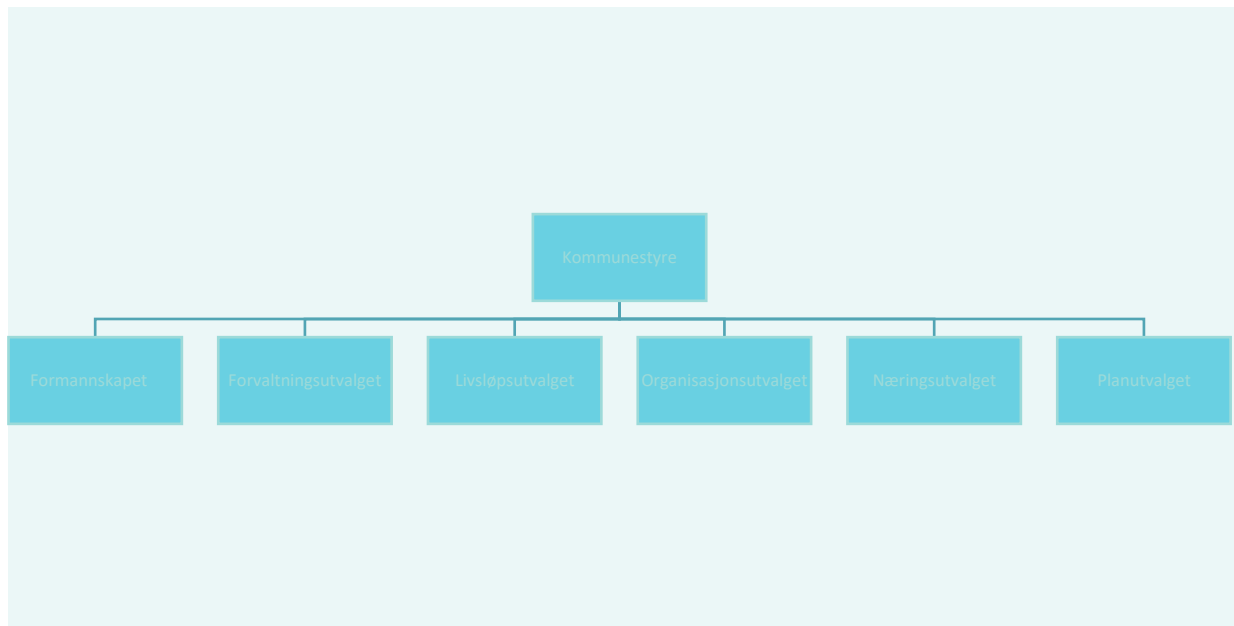 Kommunestyre
Formannskapet
Forvaltningsutvalget
Livsløpsutvalget
Organisasjonsutvalget
Næringsutvalget
Planutvalget